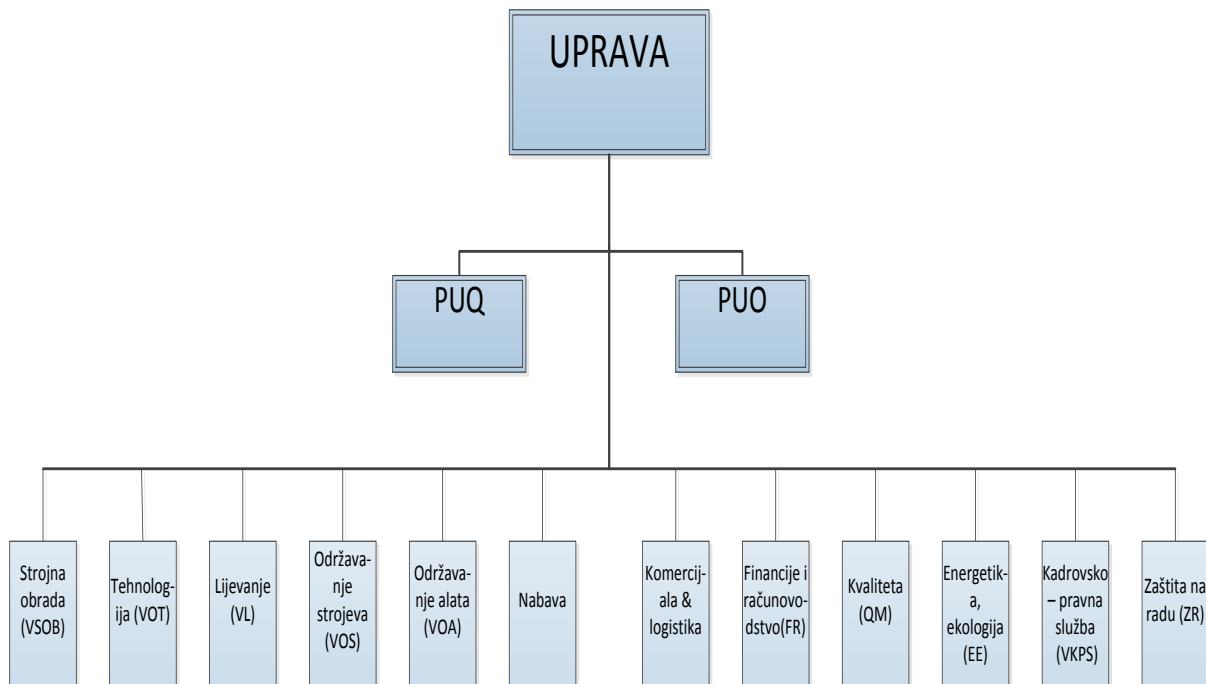 UPRAVA
PUQ
PUO
Strojna
obrada
(VSOB)
Tehnolog-
ija (VOT)
Lijevanje
(VL)
Održava-
nje
strojeva
(VOS)
Održava-
nje alata
(VOA)
Nabava
Komercij-
ala &
logistika
Financije i
računovo-
dstvo(FR)
Kvaliteta
(QM)
Energetik-
a,
ekologija
(EE)
Kadrovsko
– pravna
služba
(VKPS)
Zaštita na
radu (ZR)